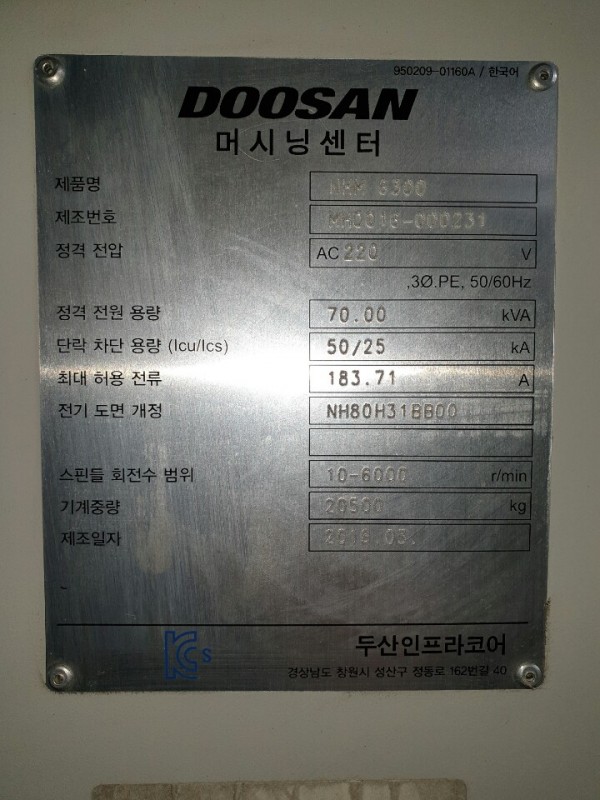 950209-01160A / 한국어
DOOSAN
머시닝센터
제품명 NHM 6300
제조번호 MH0016-000231
정격 전압 AC 220 V
,3Ø.PE, 50/60Hz
정격 전원 용량 70.00 kVA
단락 차단 용량 (Icu/Ics) 50/25 kA
최대 허용 전류 183.71 A
전기 도면 개정 NH80H31BB00
스핀들 회전수 범위 10-6000 r/min
기계중량 20500 kg
제조일자
KCs 두산인프라코어
경상남도 창원시 성산구 정동로 162번길 40